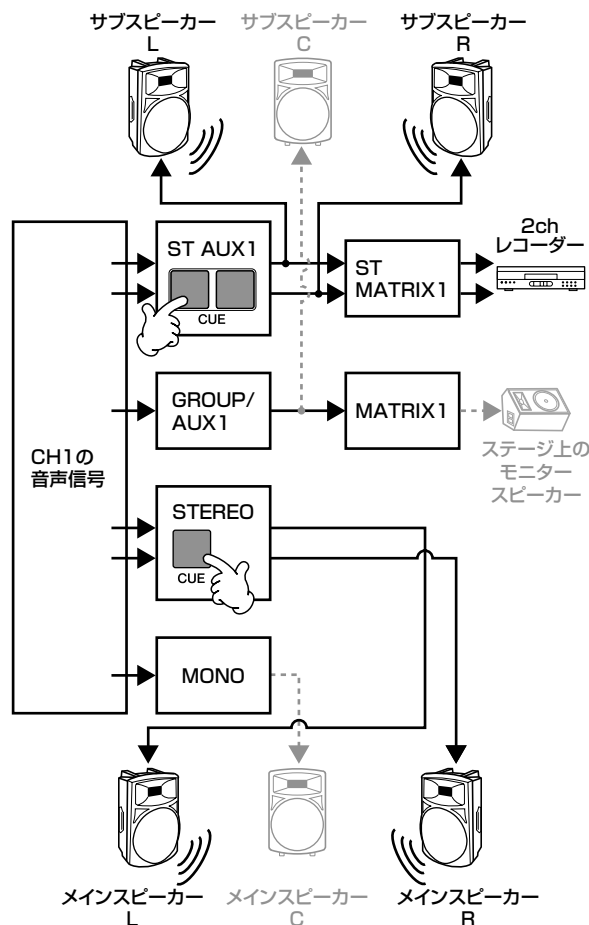 サブスピーカー
L
サブスピーカー
C
サブスピーカー
R
ST AUX1
CUE
ST
MATRIX1
2ch
レコーダー
GROUP/
AUX1
MATRIX1
ステージ上の
モニター
スピーカー
CH1の
音声信号
STEREO
CUE
MONO
メインスピーカー
L
メインスピーカー
C
メインスピーカー
R